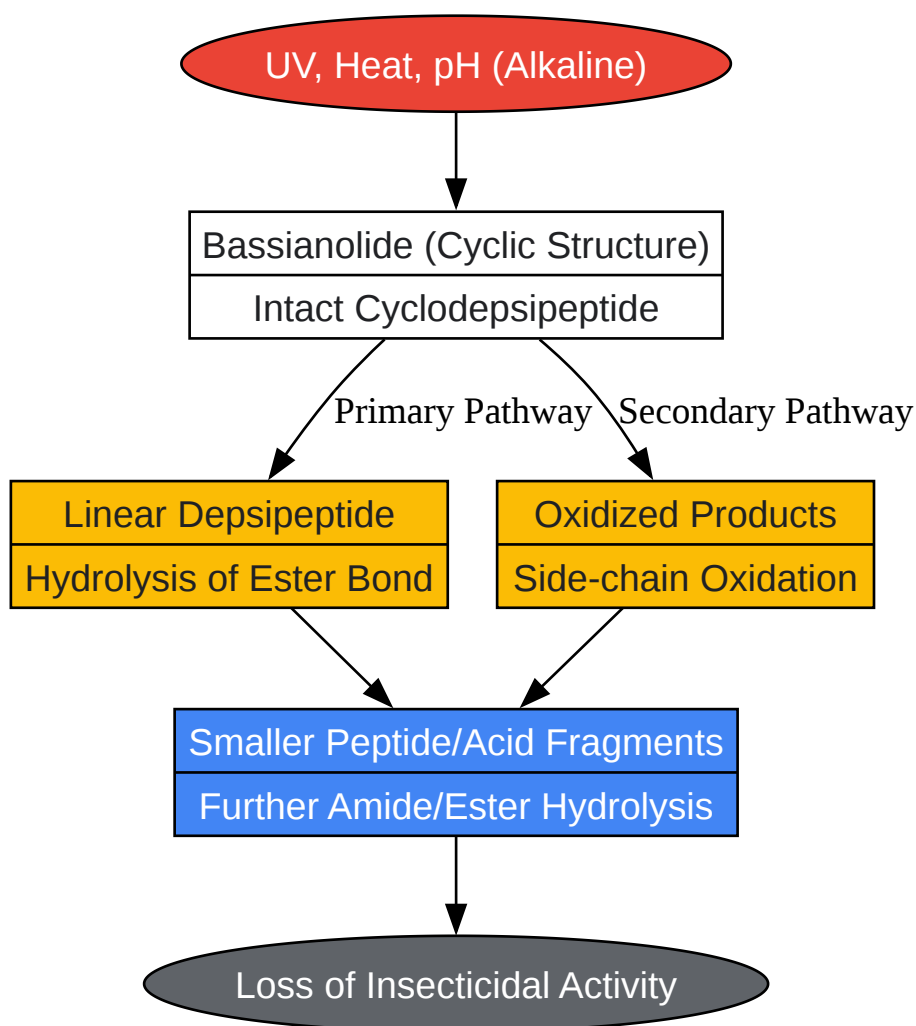 UV, Heat, pH (Alkaline)
Bassianolide (Cyclic Structure)
Intact Cyclodepsipeptide
Primary Pathway
Secondary Pathway
Linear Depsipeptide
Hydrolysis of Ester Bond
Oxidized Products
Side-chain Oxidation
Smaller Peptide/Acid Fragments
Further Amide/Ester Hydrolysis
Loss of Insecticidal Activity